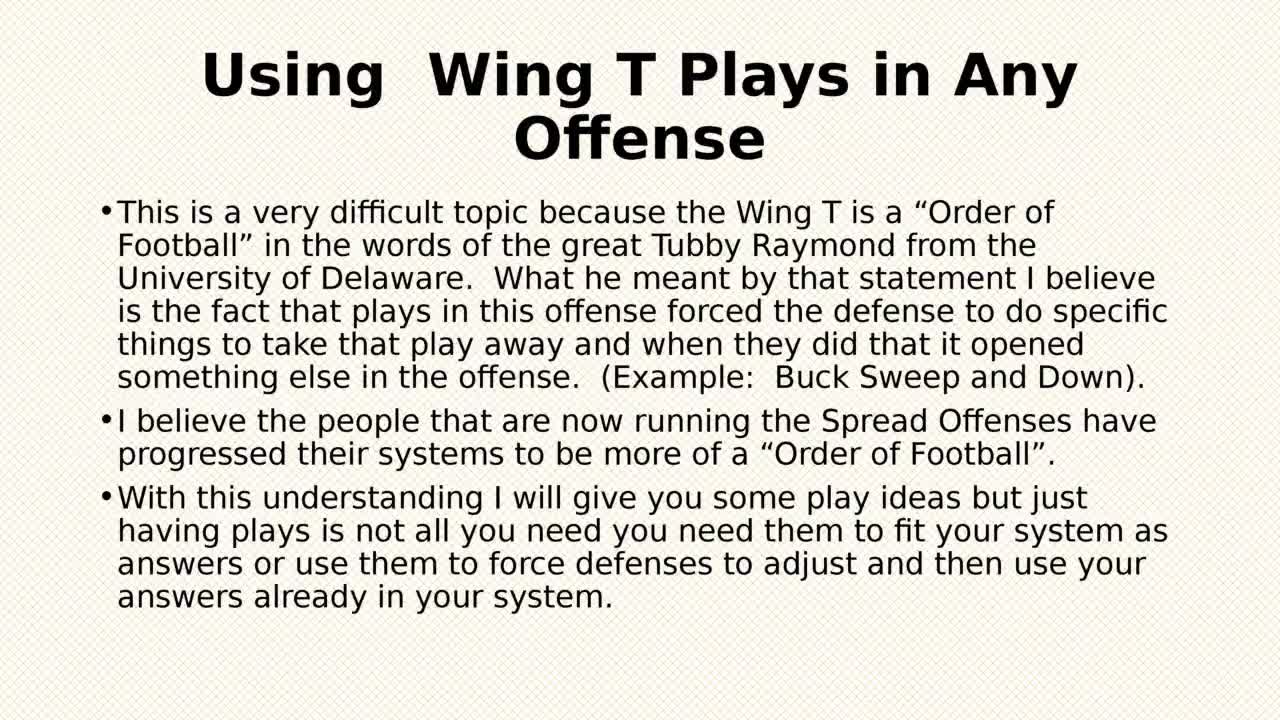 Using  Wing T Plays in Any
Offense
•This is a very difficult topic because the Wing T is a “Order of
Football” in the words of the great Tubby Raymond from the
University of Delaware.  What he meant by that statement I believe
is the fact that plays in this offense forced the defense to do specific
things to take that play away and when they did that it opened
something else in the offense.  (Example:  Buck Sweep and Down).
•I believe the people that are now running the Spread Offenses have
progressed their systems to be more of a “Order of Football”.
•With this understanding I will give you some play ideas but just
having plays is not all you need you need them to fit your system as
answers or use them to force defenses to adjust and then use your
answers already in your system.